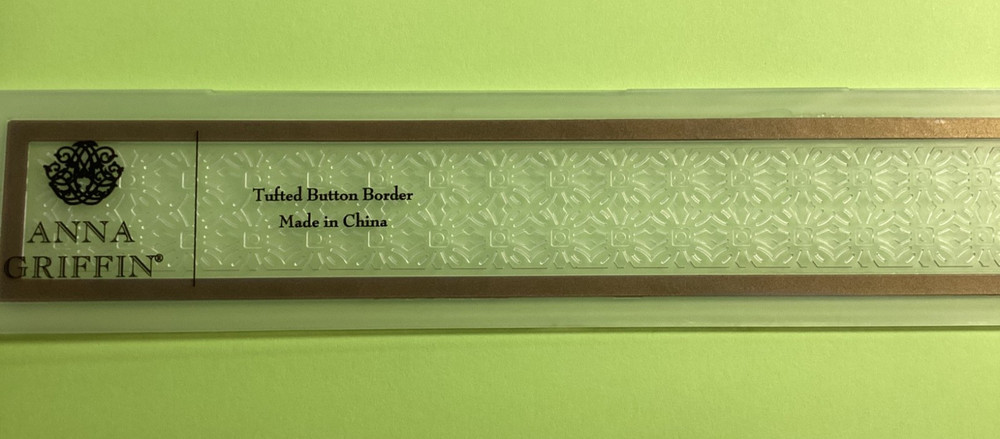 ANNA
GRIFFIN®
Tufted Button Border
Made in China